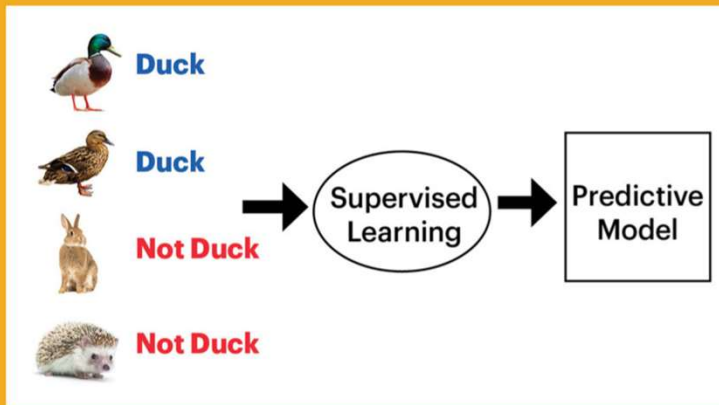 Duck
Duck
Not Duck
Not Duck
Supervised
Learning
Predictive
Model